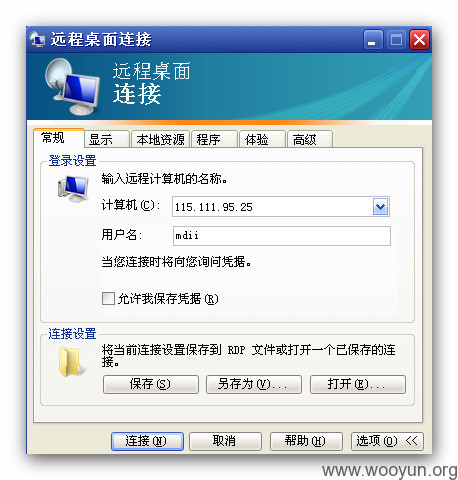 远程桌面连接
远程桌面
连接
常规 显示 本地资源 程序 体验 高级
登录设置
输入远程计算机的名称。
计算机(C): 115.111.95.25
用户名: mdii
当您连接时将向您询问凭据。
允许我保存凭据(R)
连接设置
将当前连接设置保存到 RDP 文件或打开一个已保存的连
接。
保存(S) 另存为(V)... 打开(E)...
连接(N) 取消 帮助(H) 选项(O) <<
www.wooyun.org